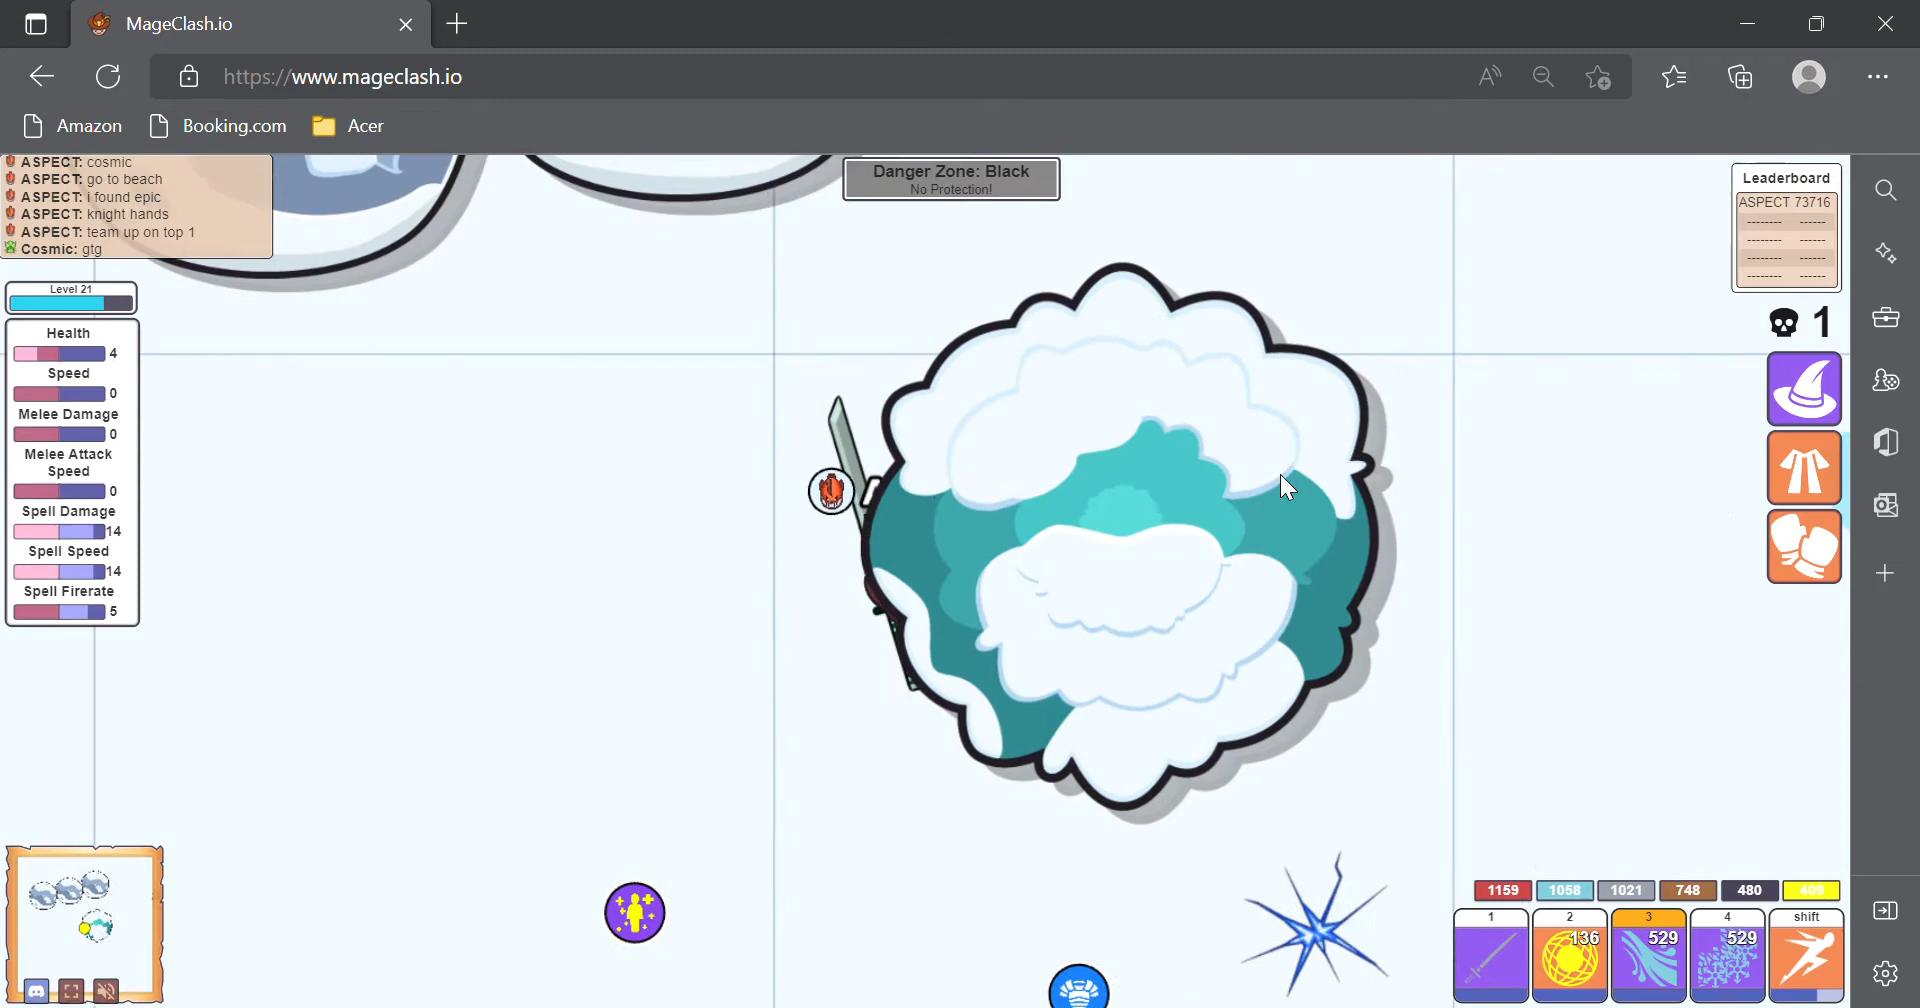 MageClash.io
https://www.mageclash.io
Amazon
Booking.com
Acer
ASPECT: cosmic
ASPECT: go to beach
ASPECT: i found epic
ASPECT: knight hands
ASPECT: team up on top 1
Cosmic: gtg
Danger Zone: Black
No Protection!
Leaderboard
ASPECT 73716
-------- ------
-------- ------
-------- ------
-------- ------
1
Level 21
Health
4
Speed
0
Melee Damage
0
Melee Attack
Speed
0
Spell Damage
14
Spell Speed
14
Spell Firerate
5
1159 1058 1021 748 480 409
1 2 3 4 shift
136 529 529